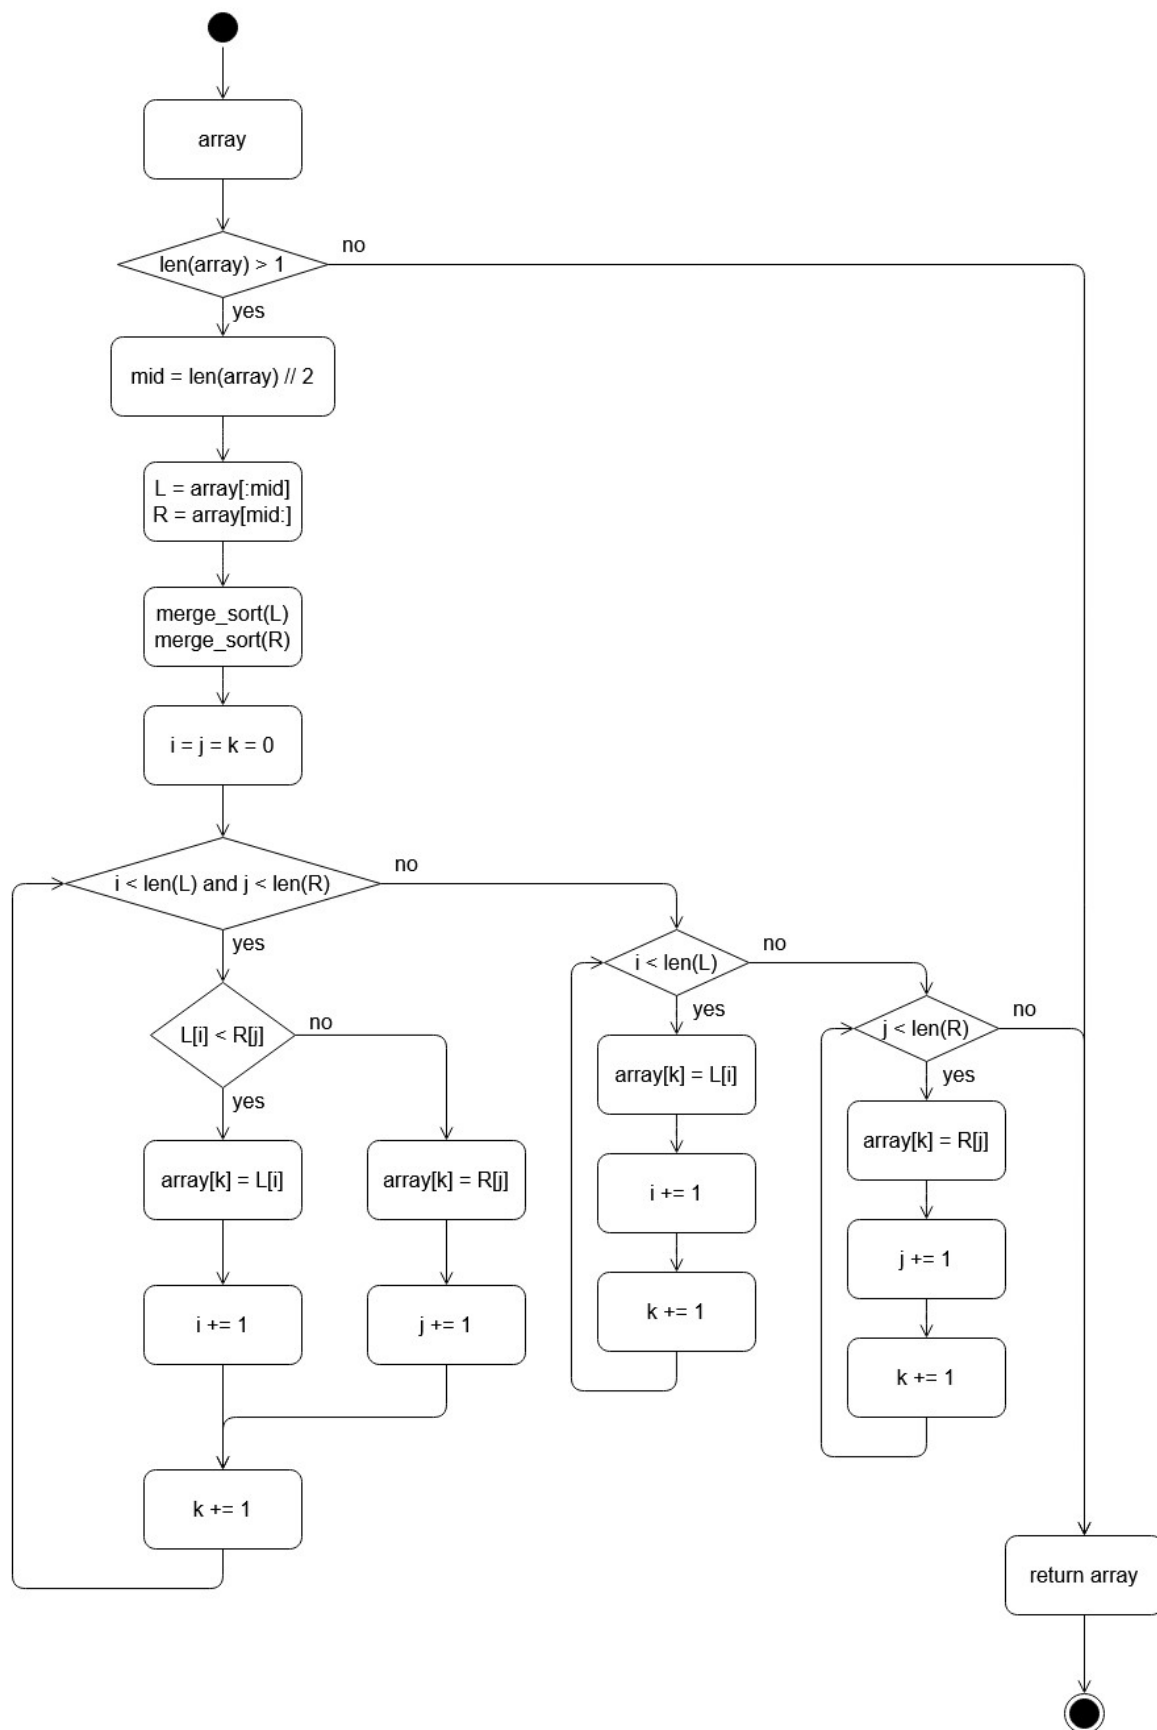 array
len(array) > 1
no
yes
mid = len(array) // 2
L = array[:mid]
R = array[mid:]
merge_sort(L)
merge_sort(R)
i = j = k = 0
i < len(L) and j < len(R)
no
yes
L[i] < R[j]
no
yes
array[k] = L[i]
array[k] = R[j]
i += 1
j += 1
k += 1
i < len(L)
no
yes
array[k] = L[i]
i += 1
k += 1
j < len(R)
no
yes
array[k] = R[j]
j += 1
k += 1
return array